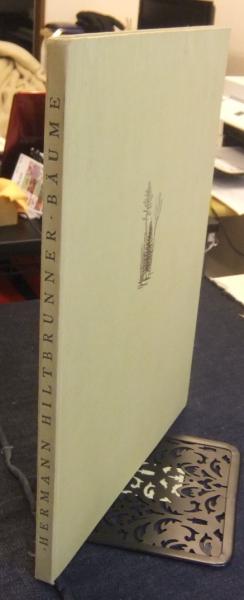 HERMANN HILTBRUNNER · BÄUME